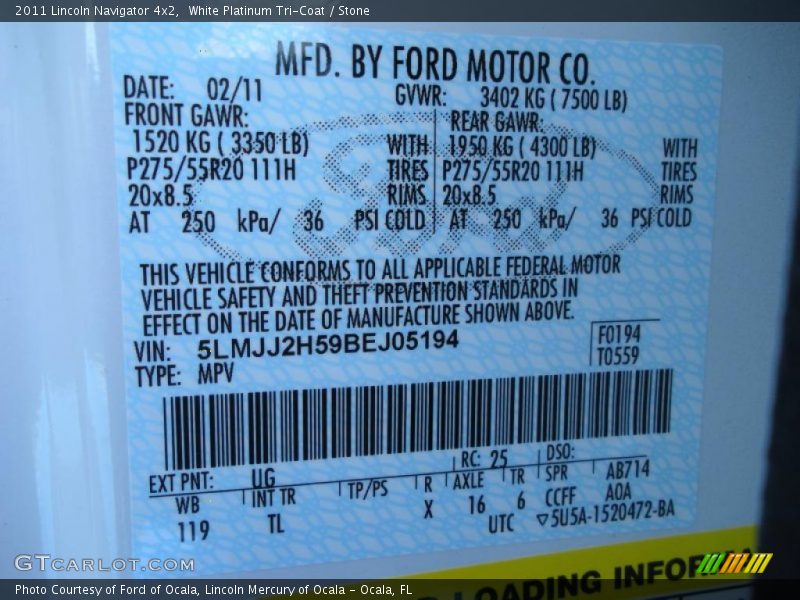 2011 Lincoln Navigator 4x2,  White Platinum Tri-Coat / Stone
MFD. BY FORD MOTOR CO.
DATE: 02/11 GVWR: 3402 KG ( 7500 LB)
FRONT GAWR: REAR GAWR:
1520 KG ( 3350 LB) WITH 1950 KG ( 4300 LB) WITH
P275/55R20 111H TIRES P275/55R20 111H TIRES
20x8.5 RIMS 20x8.5 RIMS
AT 250 kPa/ 36 PSI COLD AT 250 kPa/ 36 PSI COLD
THIS VEHICLE CONFORMS TO ALL APPLICABLE FEDERAL MOTOR
VEHICLE SAFETY AND THEFT PREVENTION STANDARDS IN
EFFECT ON THE DATE OF MANUFACTURE SHOWN ABOVE.
VIN: 5LMJJ2H59BEJ05194 F0194
TYPE: MPV T0559
EXT PNT: UG RC: 25 DSO:
WB INT TR TP/PS R AXLE TR SPR AB714
119 TL X 16 6 CCFF AOA
UTC ▽5U5A-1520472-BA
LOADING
GTCARLOT.COM
Photo Courtesy of Ford of Ocala, Lincoln Mercury of Ocala - Ocala, FL